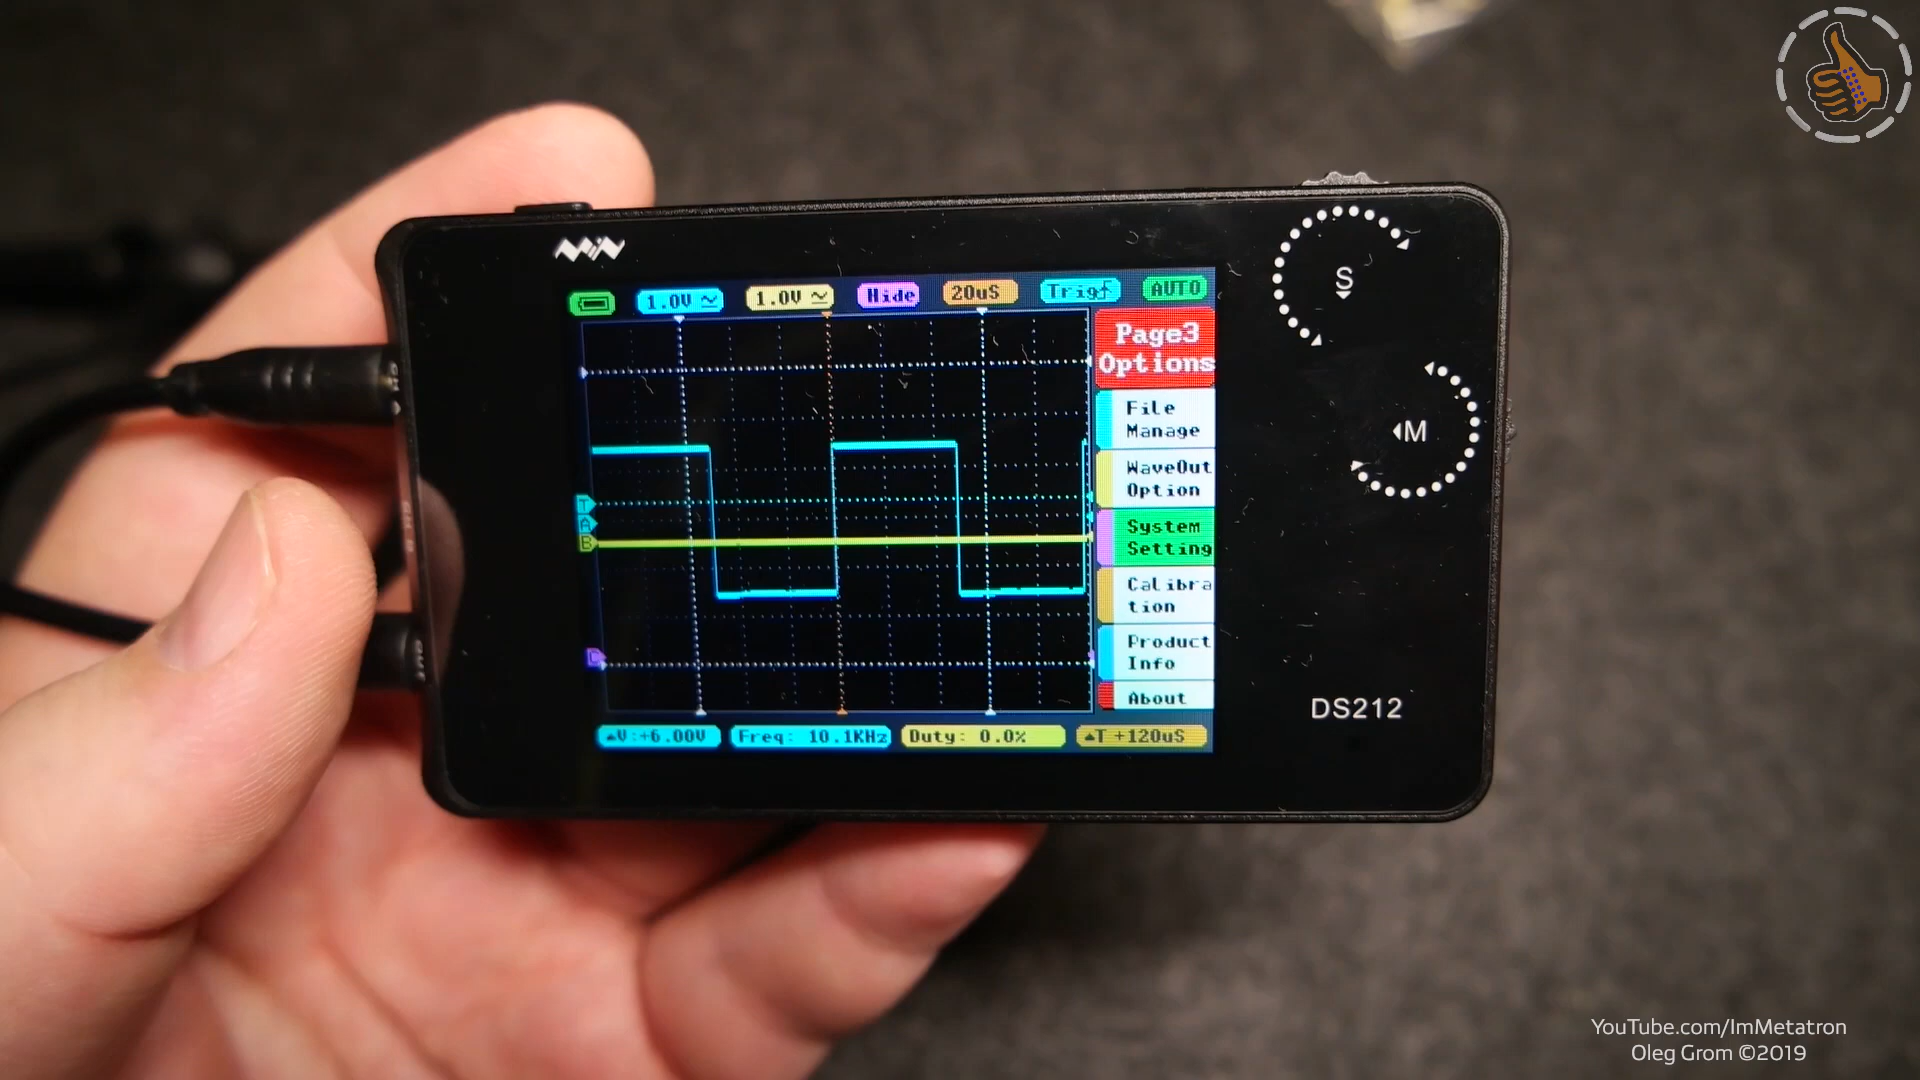 MiNi
1.0V
1.0V
Hide
20uS
Trig
AUTO
S
Page3
Options
File
Manage
M
WaveOut
Option
T
A
System
Setting
B
Calibra
tion
Product
Info
C
About
DS212
V:+6.00V
Freq: 10.1KHz
Duty: 0.0%
T +120uS
YouTube.com/ImMetatron
Oleg Grom ©2019